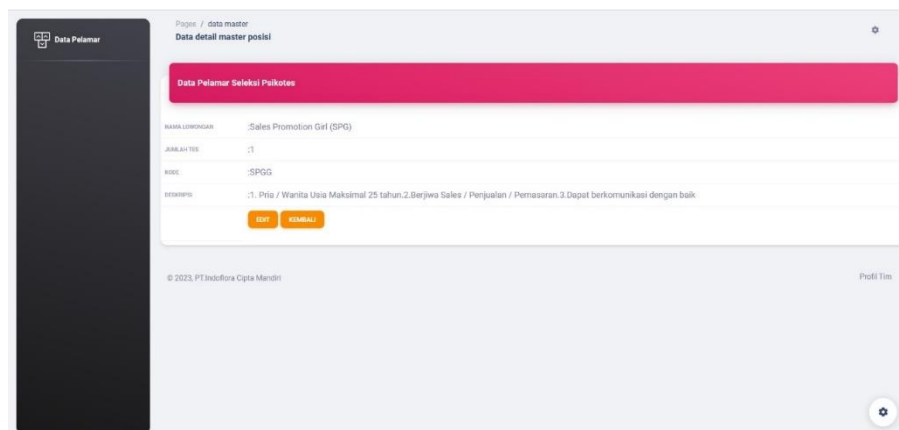 Data Pelamar
Pages / data master
Data detail master posisi
Data Pelamar Seleksi Psikotes
NAMA LOWONGAN :Sales Promotion Girl (SPG)
JUMLAH TES :1
KODE :SPGG
DESKRIPSI :1. Pria / Wanita Usia Maksimal 25 tahun.2.Berjiwa Sales / Penjualan / Pemasaran.3.Dapat berkomunikasi dengan baik.
EDIT KEMBALI
© 2023, PT.Indoflora Cipta Mandiri
Profil Tim